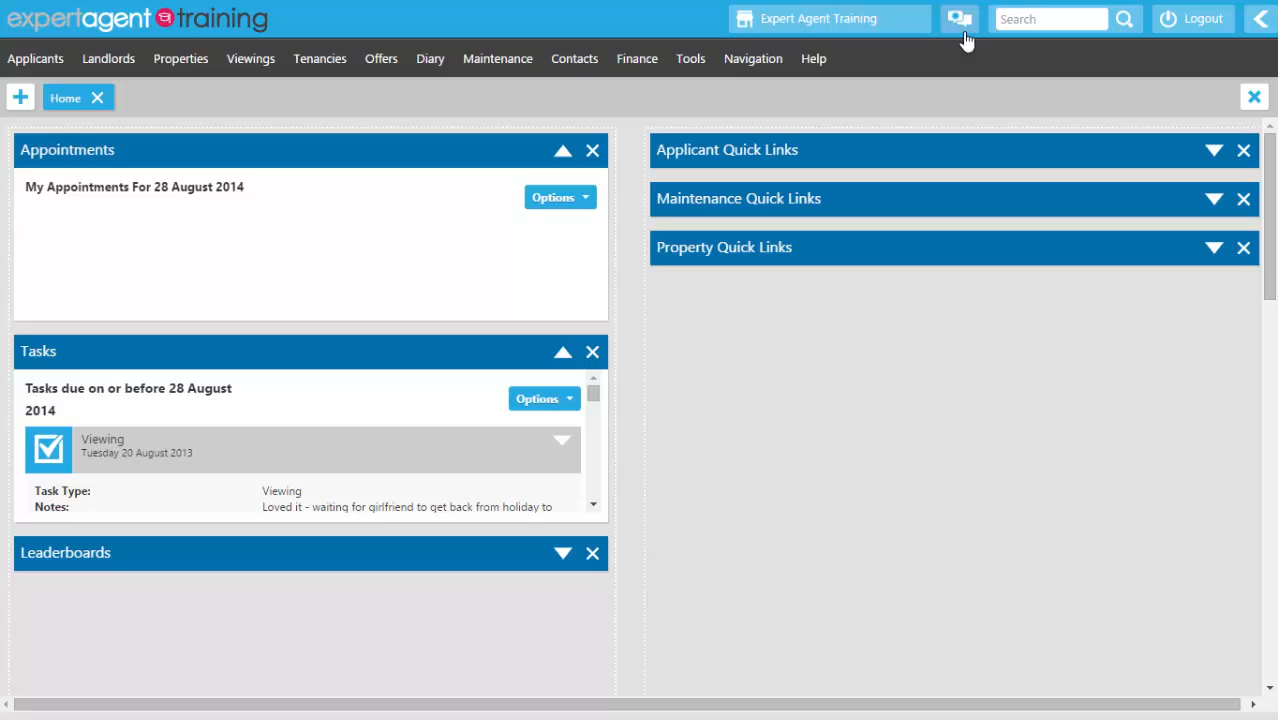 expertagent training
Expert Agent Training
Search
Logout
Applicants Landlords Properties Viewings Tenancies Offers Diary Maintenance Contacts Finance Tools Navigation Help
Home
Appointments
My Appointments For 28 August 2014
Options
Tasks
Tasks due on or before 28 August
2014
Options
Viewing
Tuesday 20 August 2013
Task Type: Viewing
Notes: Loved it - waiting for girlfriend to get back from holiday to
Leaderboards
Applicant Quick Links
Maintenance Quick Links
Property Quick Links